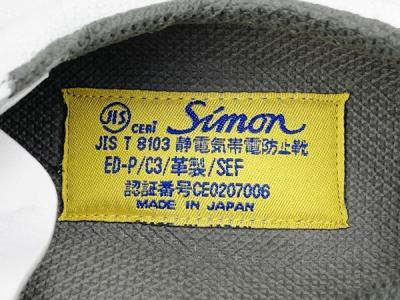 JIS CERT Simon
JIS T 8103 静電気帯電防止靴
ED-P/C3/革製/SEF
認証番号CE0207006
MADE IN JAPAN